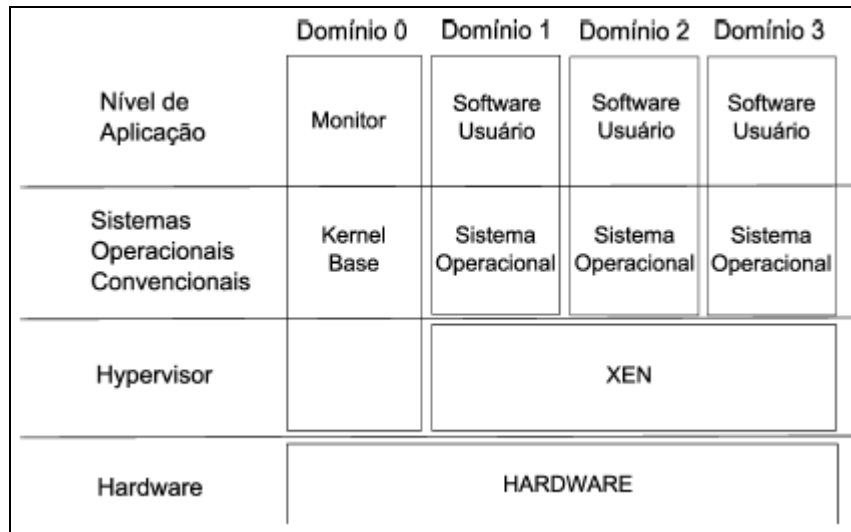 Domínio 0 Domínio 1 Domínio 2 Domínio 3
Nível de
Aplicação
Monitor
Software
Usuário
Software
Usuário
Software
Usuário
Sistemas
Operacionais
Convencionais
Kernel
Base
Sistema
Operacional
Sistema
Operacional
Sistema
Operacional
Hypervisor
XEN
Hardware
HARDWARE